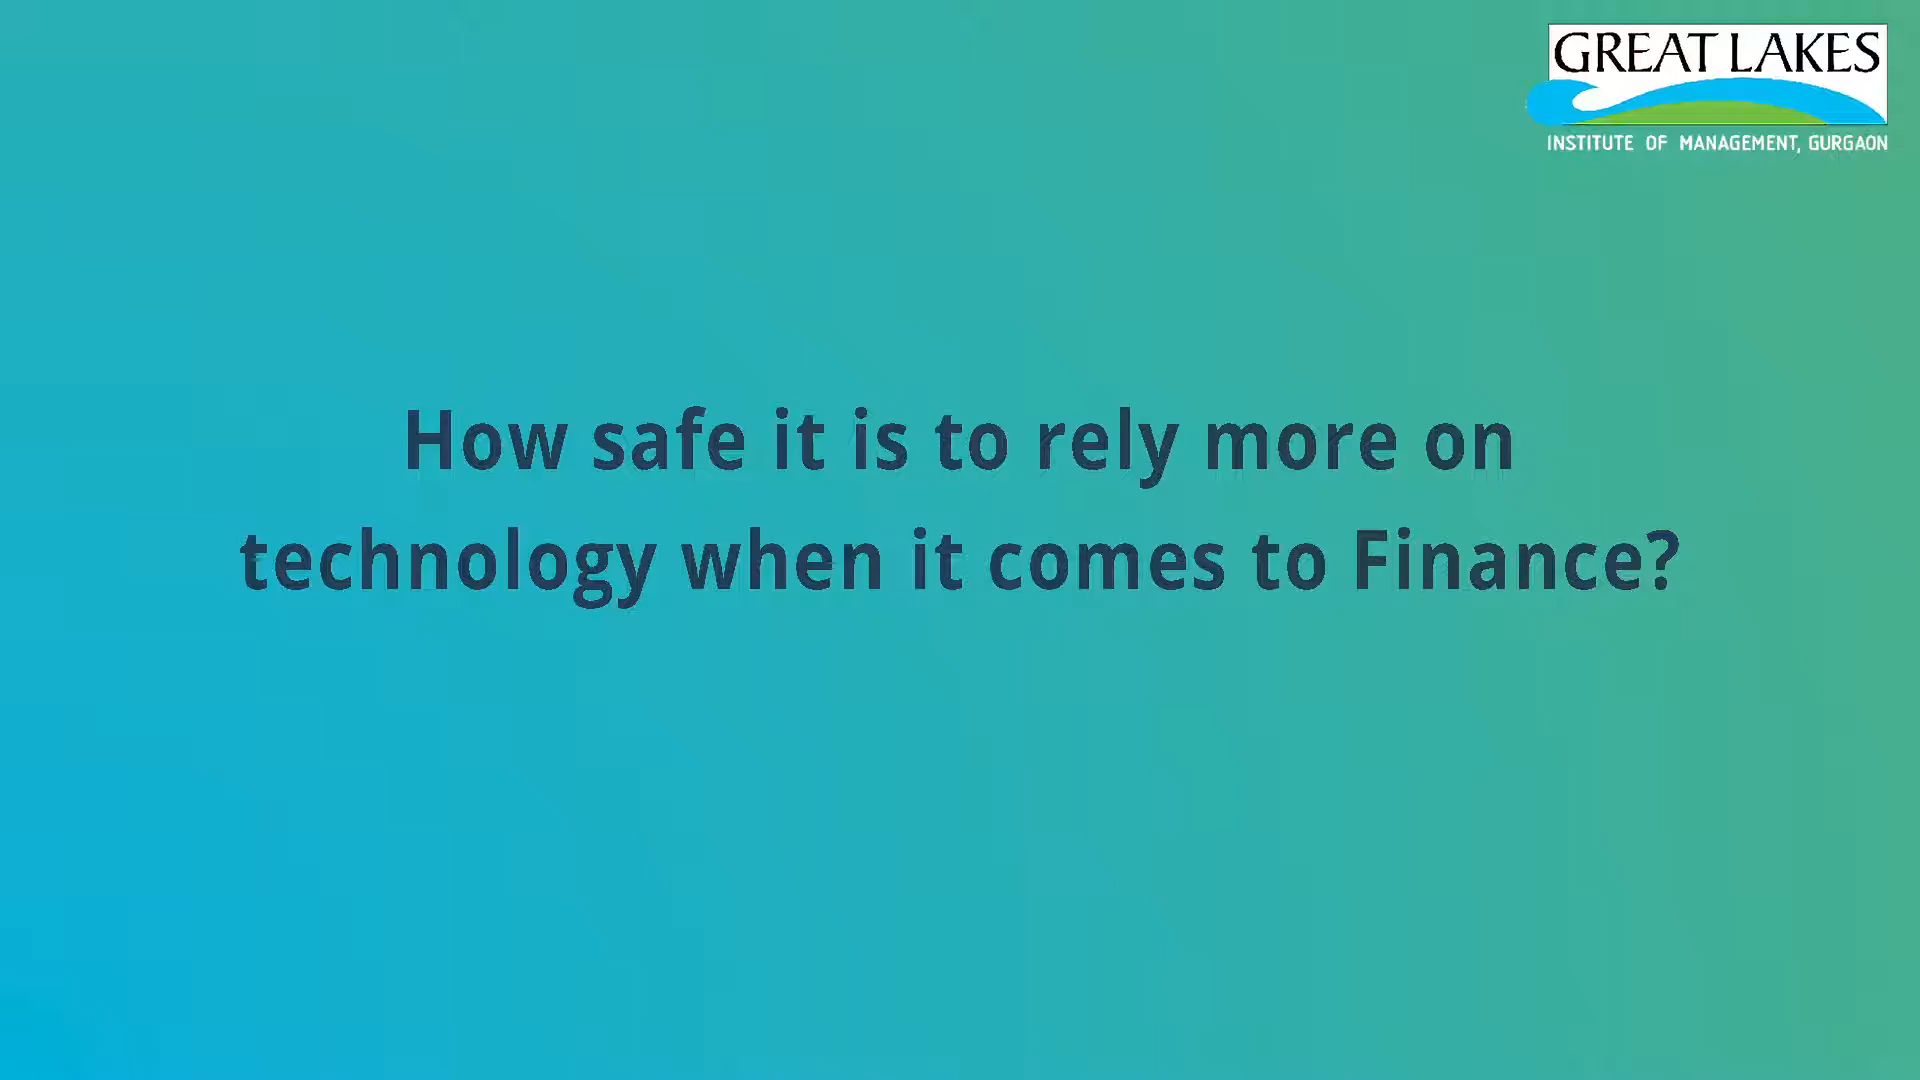 GREAT LAKES
INSTITUTE OF MANAGEMENT, GURGAON
How safe it is to rely more on
technology when it comes to Finance?